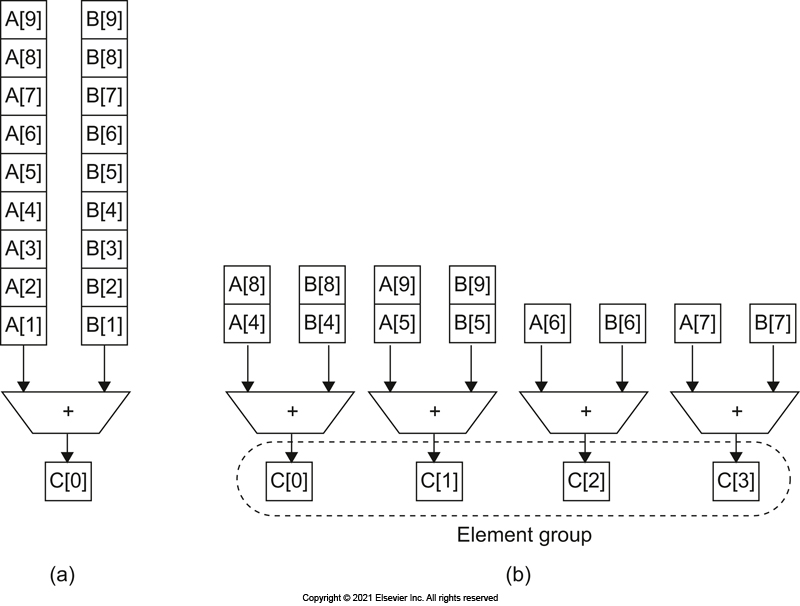 A[9] B[9]
A[8] B[8]
A[7] B[7]
A[6] B[6]
A[5] B[5]
A[4] B[4]
A[3] B[3]
A[2] B[2]
A[1] B[1]
+
C[0]
(a)
A[8] B[8] A[9] B[9]
A[4] B[4] A[5] B[5] A[6] B[6] A[7] B[7]
+ + + +
C[0] C[1] C[2] C[3]
Element group
(b)
Copyright © 2021 Elsevier Inc. All rights reserved